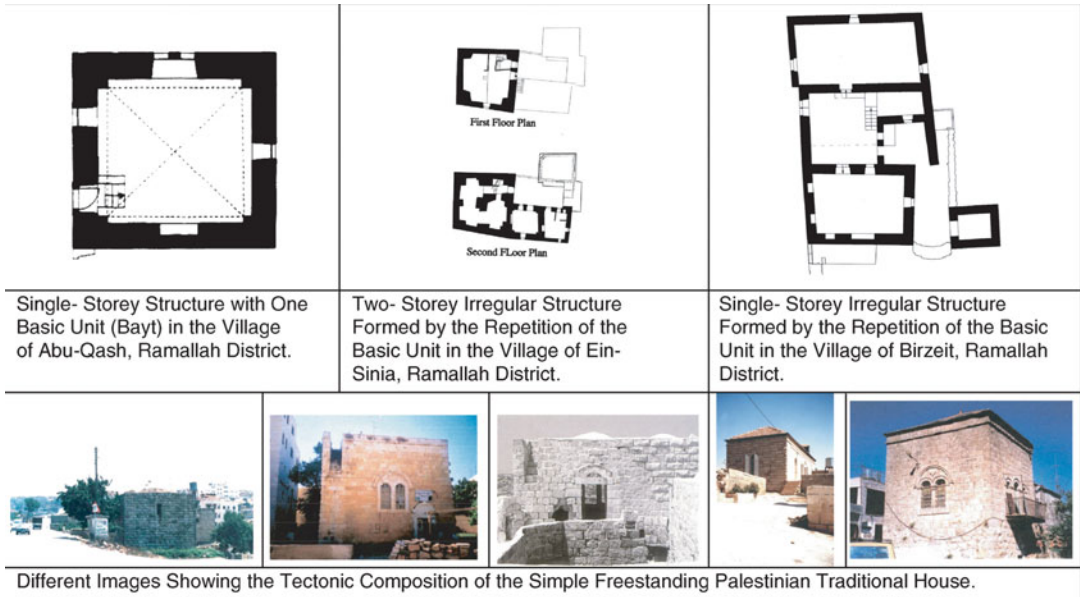 First Floor Plan
Second FLoor Plan
Single- Storey Structure with One
Basic Unit (Bayt) in the Village
of Abu-Qash, Ramallah District.
Two- Storey Irregular Structure
Formed by the Repetition of the
Basic Unit in the Village of Ein-
Sinia, Ramallah District.
Single- Storey Irregular Structure
Formed by the Repetition of the Basic
Unit in the Village of Birzeit, Ramallah
District.
Different Images Showing the Tectonic Composition of the Simple Freestanding Palestinian Traditional House.